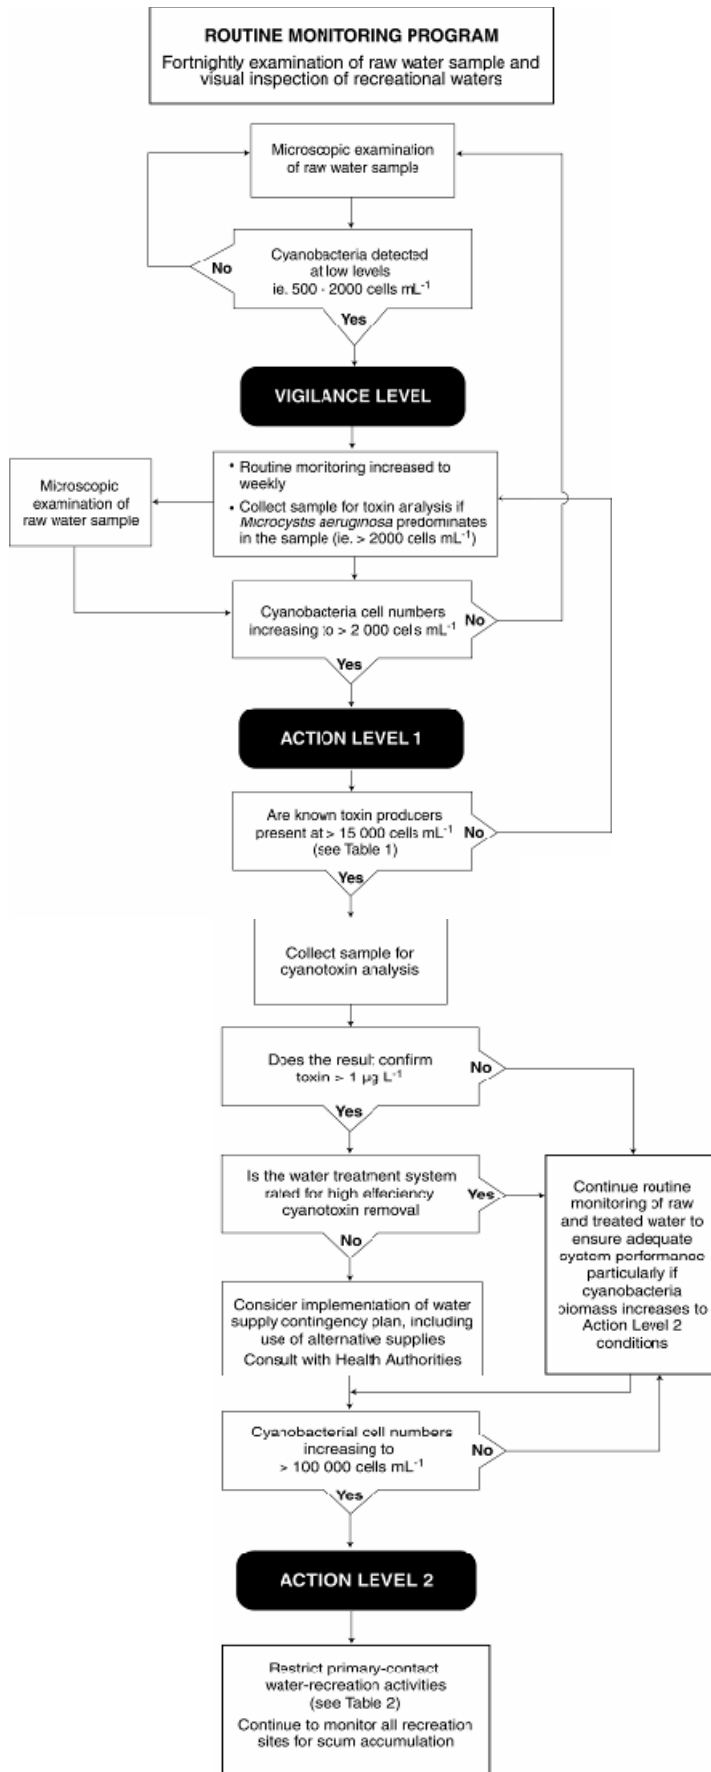 ROUTINE MONITORING PROGRAM
Fortnightly examination of raw water sample and
visual inspection of recreational waters
Microscopic examination
of raw water sample
No
Cyanobacteria detected
at low levels
ie. 500 - 2000 cells mL⁻¹
Yes
VIGILANCE LEVEL
Microscopic
examination of
raw water sample
• Routine monitoring increased to
weekly
• Collect sample for toxin analysis if
Microcystis aeruginosa predominates
in the sample (ie. > 2000 cells mL⁻¹)
Cyanobacteria cell numbers
increasing to > 2 000 cells mL⁻¹
No
Yes
ACTION LEVEL 1
Are known toxin producers
present at > 15 000 cells mL⁻¹
(see Table 1)
No
Yes
Collect sample for
cyanotoxin analysis
Does the result confirm
toxin > 1 µg L⁻¹
No
Yes
Is the water treatment system
rated for high effeciency
cyanotoxin removal
Yes
No
Continue routine
monitoring of raw
and treated water to
ensure adequate
system performance
particularly if
cyanobacteria
biomass increases to
Action Level 2
conditions
Consider implementation of water
supply contingency plan, including
use of alternative supplies
Consult with Health Authorities
Cyanobacterial cell numbers
increasing to
> 100 000 cells mL⁻¹
No
Yes
ACTION LEVEL 2
Restrict primary-contact
water-recreation activities
(see Table 2)
Continue to monitor all recreation
sites for scum accumulation